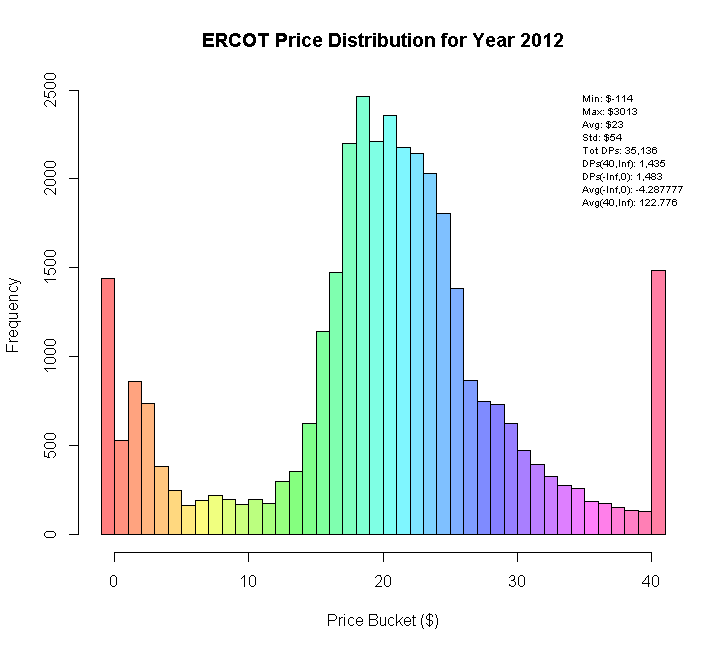 ERCOT Price Distribution for Year 2012
Min: $-114
Max: $3013
Avg: $23
Std: $54
Tot DPs: 35,136
DPs(40,Inf): 1,435
DPs(-Inf,0): 1,483
Avg(-Inf,0): -4.287777
Avg(40,Inf): 122.776
Frequency
2500
2000
1500
1000
500
0
0 10 20 30 40
Price Bucket ($)